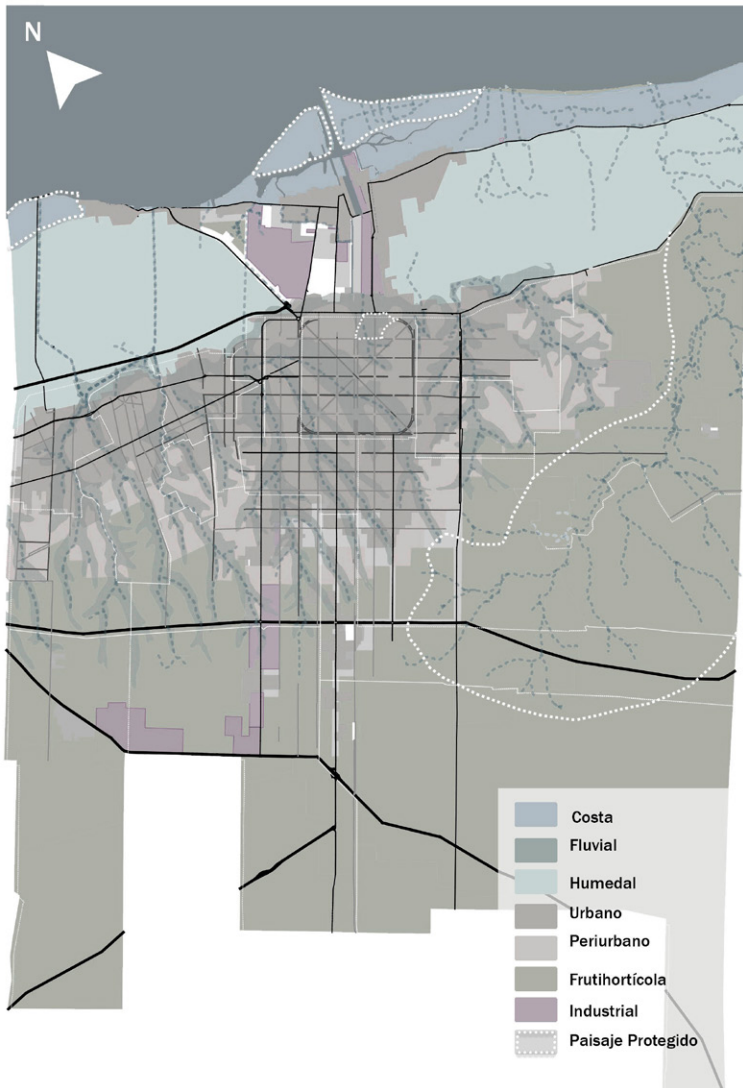 N
Costa
Fluvial
Humedal
Urbano
Periurbano
Frutihortícola
Industrial
Paisaje Protegido